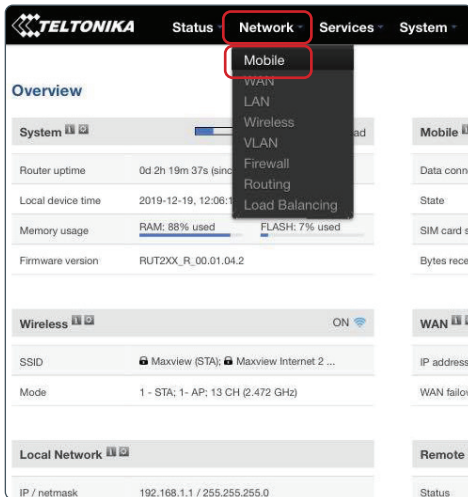 TELTONIKA Status Network Services System
Mobile
WAN
LAN
Wireless
VLAN
Firewall
Routing
Load Balancing
Overview
System ad
Router uptime 0d 2h 19m 37s (sinc
Local device time 2019-12-19, 12:06:1
Memory usage RAM: 88% used FLASH: 7% used
Firmware version RUT2XX_R_00.01.04.2
Wireless ON
SSID Maxview (STA); Maxview Internet 2 ...
Mode 1 - STA; 1- AP; 13 CH (2.472 GHz)
Local Network
IP / netmask 192.168.1.1 / 255.255.255.0
Mobile
Data conn
State
SIM card s
Bytes rece
WAN
IP address
WAN failov
Remote
Status